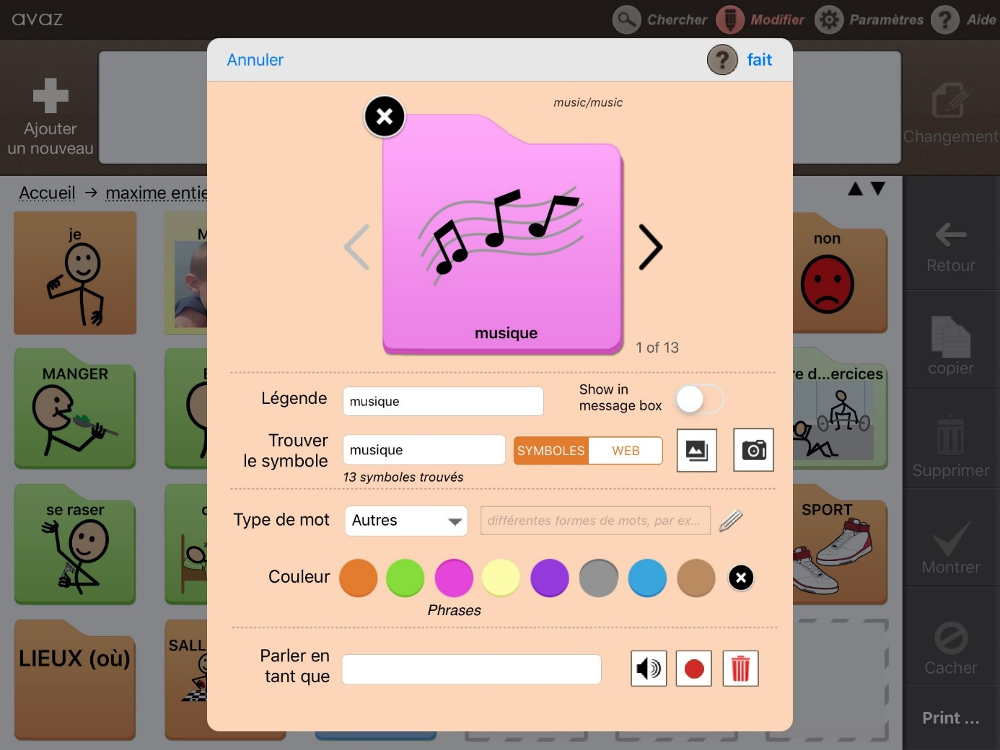 avaz
Chercher
Modifier
Paramètres
Aide
Annuler
fait
Ajouter
un nouveau
Changement
music/music
Accueil → maxime entie
je
M
non
musique
1 of 13
Retour
MANGER
re d...ercices
copier
Légende
musique
Show in
message box
Trouver
le symbole
musique
SYMBOLES
WEB
13 symboles trouvés
Supprimer
se raser
SPORT
Type de mot
Autres
différentes formes de mots, par ex...
Montrer
Couleur
Phrases
LIEUX (où)
SALL
Parler en
tant que
Cacher
Print ...